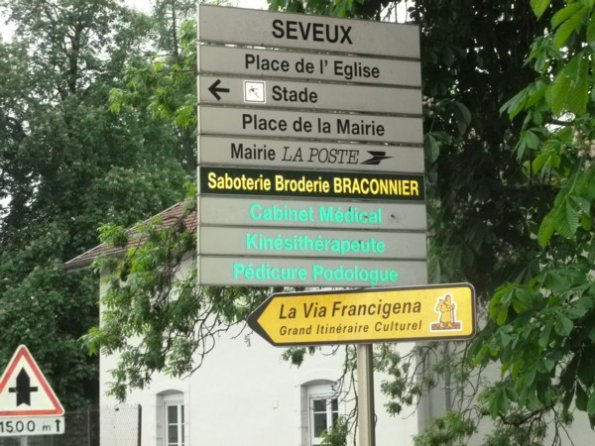 SEVEUX
Place de l' Eglise
Stade
Place de la Mairie
Mairie LA POSTE
Saboterie Broderie BRACONNIER
Cabinet Médical
Kinésithérapeute
Pédicure Podologue
La Via Francigena
Grand Itinéraire Culturel
1500 m